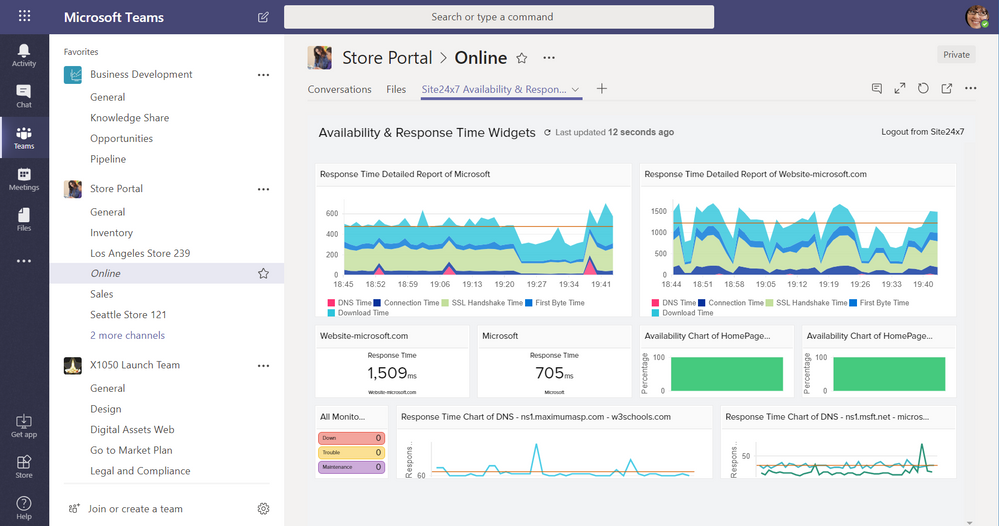 Microsoft Teams
Search or type a command
Activity
Chat
Teams
Meetings
Files
Get app
Store
Help
Favorites
Business Development
General
Knowledge Share
Opportunities
Pipeline
Store Portal
General
Inventory
Los Angeles Store 239
Online
Sales
Seattle Store 121
2 more channels
X1050 Launch Team
General
Design
Digital Assets Web
Go to Market Plan
Legal and Compliance
Join or create a team
Store Portal > Online
Private
Conversations Files Site24x7 Availability & Respon...
Availability & Response Time Widgets Last updated 12 seconds ago
Logout from Site24x7
Response Time Detailed Report of Microsoft
600
400
200
0
18:45 18:52 18:59 19:06 19:13 19:20 19:27 19:34 19:41
DNS Time Connection Time SSL Handshake Time First Byte Time
Download Time
Response Time Detailed Report of Website-microsoft.com
1500
1000
500
0
18:44 18:51 18:58 19:05 19:12 19:19 19:26 19:33 19:40
DNS Time Connection Time SSL Handshake Time First Byte Time
Download Time
Website-microsoft.com
Response Time
1,509 ms
Website-microsoft.com
Microsoft
Response Time
705 ms
Microsoft
Availability Chart of HomePage...
Percentage
100
0
Availability Chart of HomePage...
Percentage
100
0
All Monito...
Down 0
Trouble 0
Maintenance 0
Response Time Chart of DNS - ns1.maximumasp.com - w3schools.com
Respons
60
Response Time Chart of DNS - ns1.msft.net - micros...
Respons
50